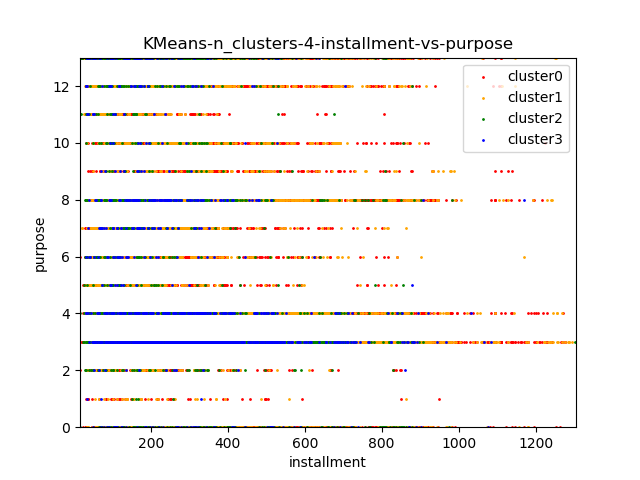 KMeans-n_clusters-4-installment-vs-purpose
cluster0
cluster1
cluster2
cluster3
12
10
8
6
4
2
0
purpose
200
400
600
800
1000
1200
installment